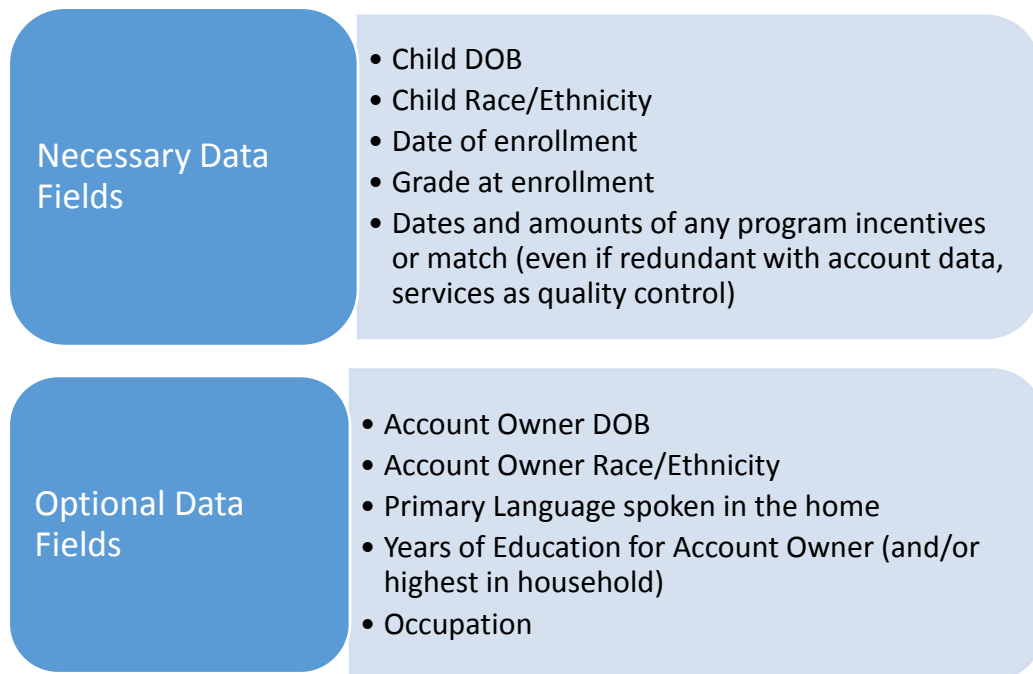 Necessary Data
Fields
• Child DOB
• Child Race/Ethnicity
• Date of enrollment
• Grade at enrollment
• Dates and amounts of any program incentives
or match (even if redundant with account data,
services as quality control)
Optional Data
Fields
• Account Owner DOB
• Account Owner Race/Ethnicity
• Primary Language spoken in the home
• Years of Education for Account Owner (and/or
highest in household)
• Occupation